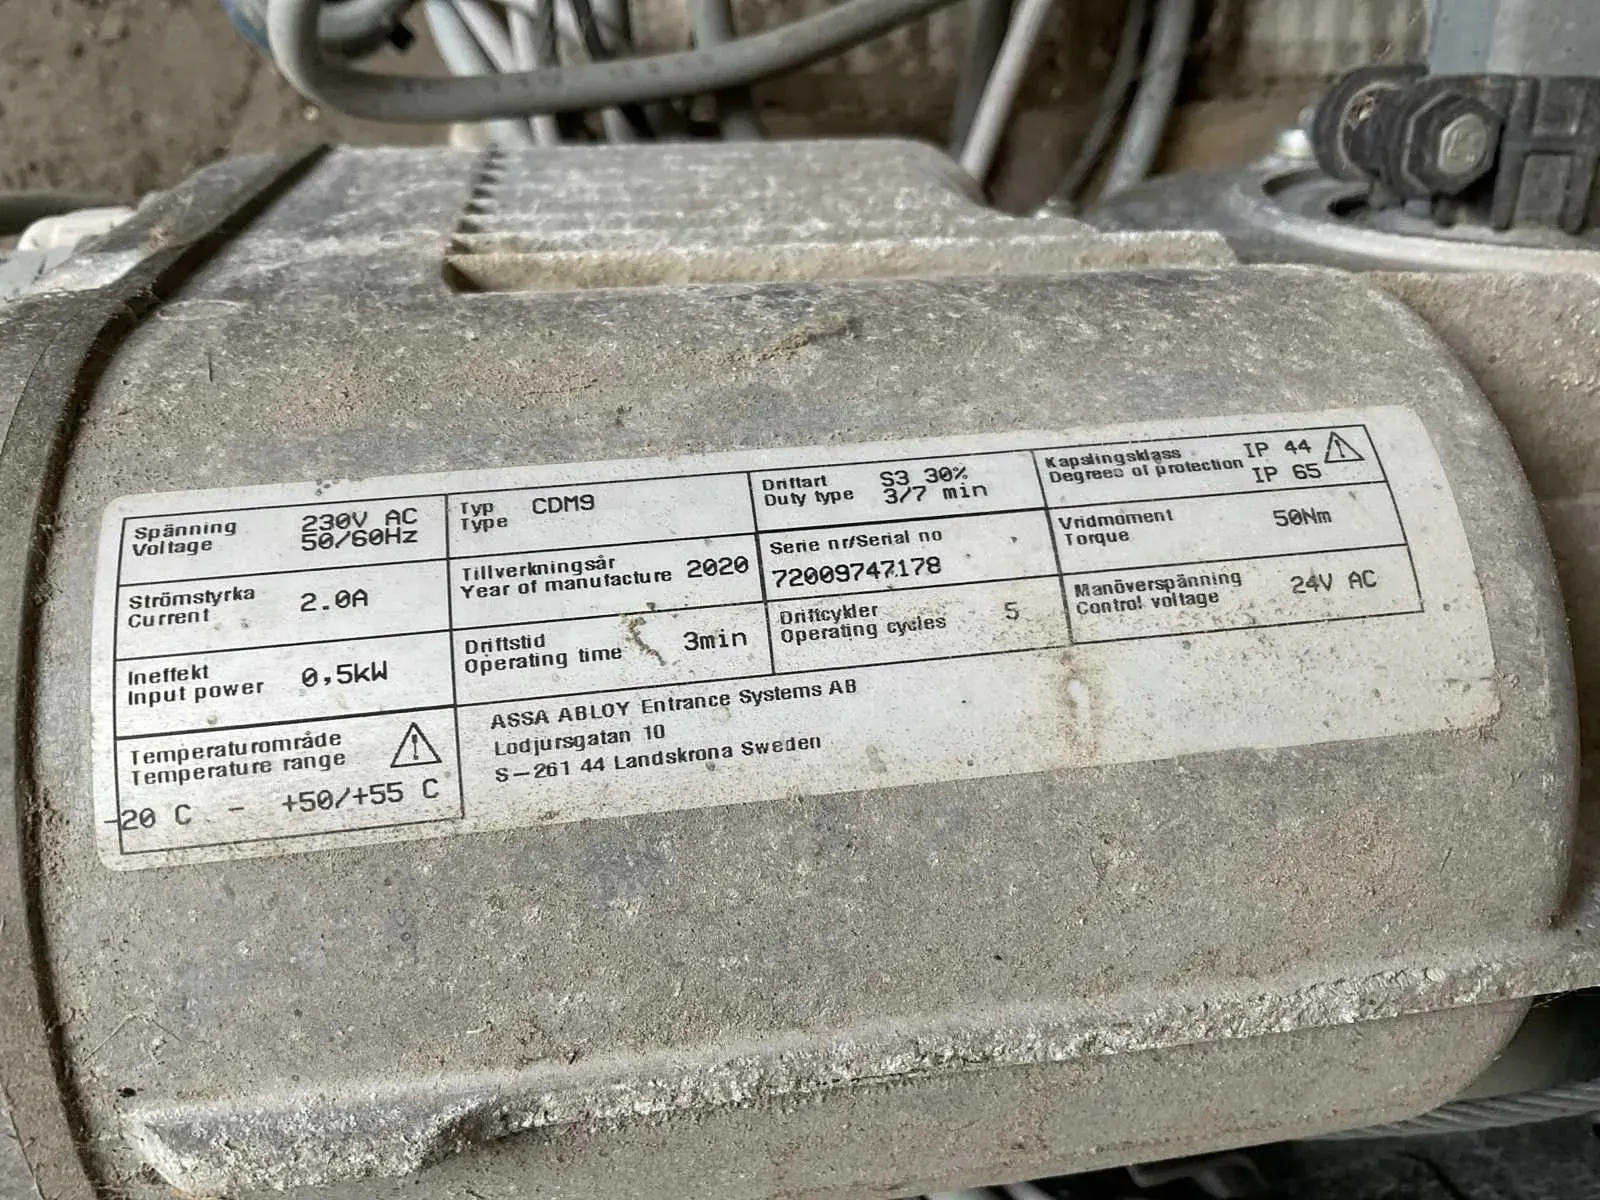 Spänning 230V AC
Voltage 50/60Hz
Typ CDM9
Type
Driftart S3 30%
Duty type 3/7 min
Kapslingsklass IP 44
Degrees of protection IP 65
Strömstyrka 2.0A
Current
Tillverkningsår 2020
Year of manufacture
Serie nr/Serial no
72009747178
Vridmoment 50Nm
Torque
Ineffekt 0,5kW
Input power
Driftstid 3min
Operating time
Driftcykler 5
Operating cycles
Manöverspänning 24V AC
Control voltage
Temperaturområde
Temperature range
-20 C - +50/+55 C
ASSA ABLOY Entrance Systems AB
Lodjursgatan 10
S-261 44 Landskrona Sweden